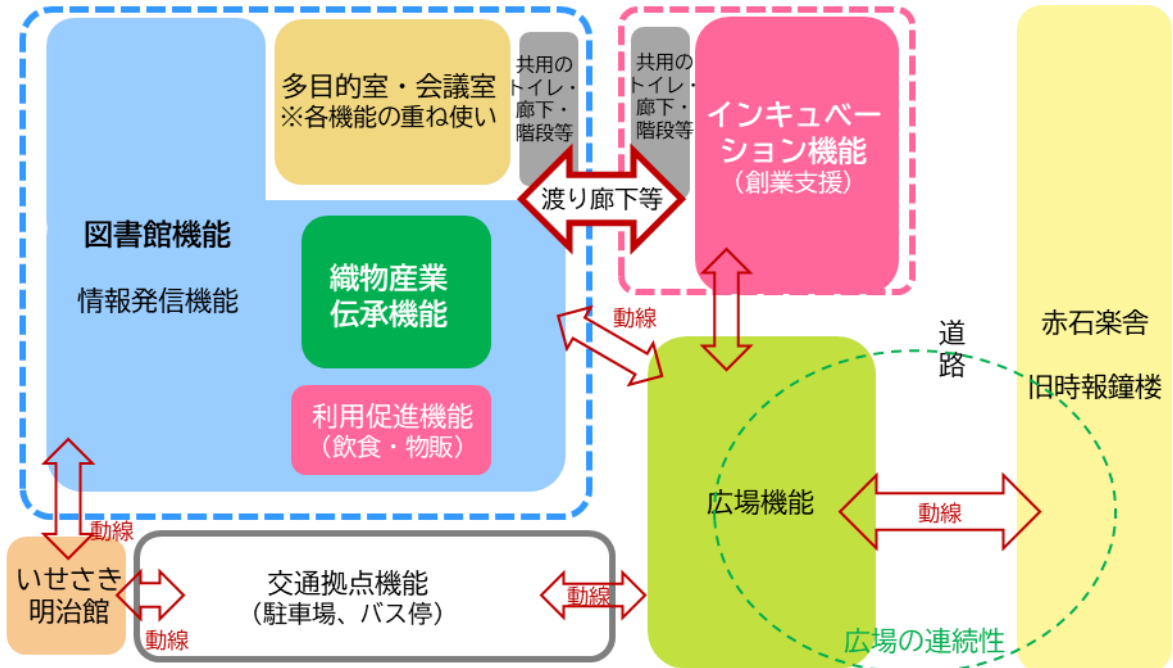 多目的室・会議室
※各機能の重ね使い
共用の
トイレ・
廊下・
階段等
共用の
トイレ・
廊下・
階段等
インキュベー
ション機能
(創業支援)
渡り廊下等
図書館機能
情報発信機能
織物産業
伝承機能
利用促進機能
(飲食・物販)
動線
道
路
赤石楽舎
旧時報鐘楼
広場機能
動線
動線
いせさき
明治館
動線
交通拠点機能
(駐車場、バス停)
動線
広場の連続性